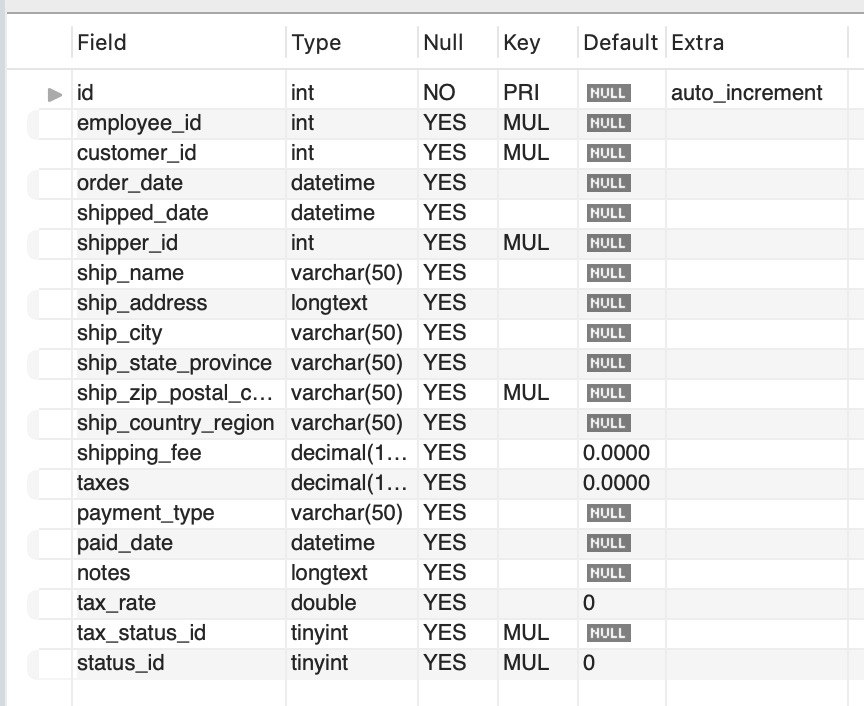 Field Type Null Key Default Extra
id int NO PRI NULL auto_increment
employee_id int YES MUL NULL
customer_id int YES MUL NULL
order_date datetime YES NULL
shipped_date datetime YES NULL
shipper_id int YES MUL NULL
ship_name varchar(50) YES NULL
ship_address longtext YES NULL
ship_city varchar(50) YES NULL
ship_state_province varchar(50) YES NULL
ship_zip_postal_c... varchar(50) YES MUL NULL
ship_country_region varchar(50) YES NULL
shipping_fee decimal(1... YES 0.0000
taxes decimal(1... YES 0.0000
payment_type varchar(50) YES NULL
paid_date datetime YES NULL
notes longtext YES NULL
tax_rate double YES 0
tax_status_id tinyint YES MUL NULL
status_id tinyint YES MUL 0